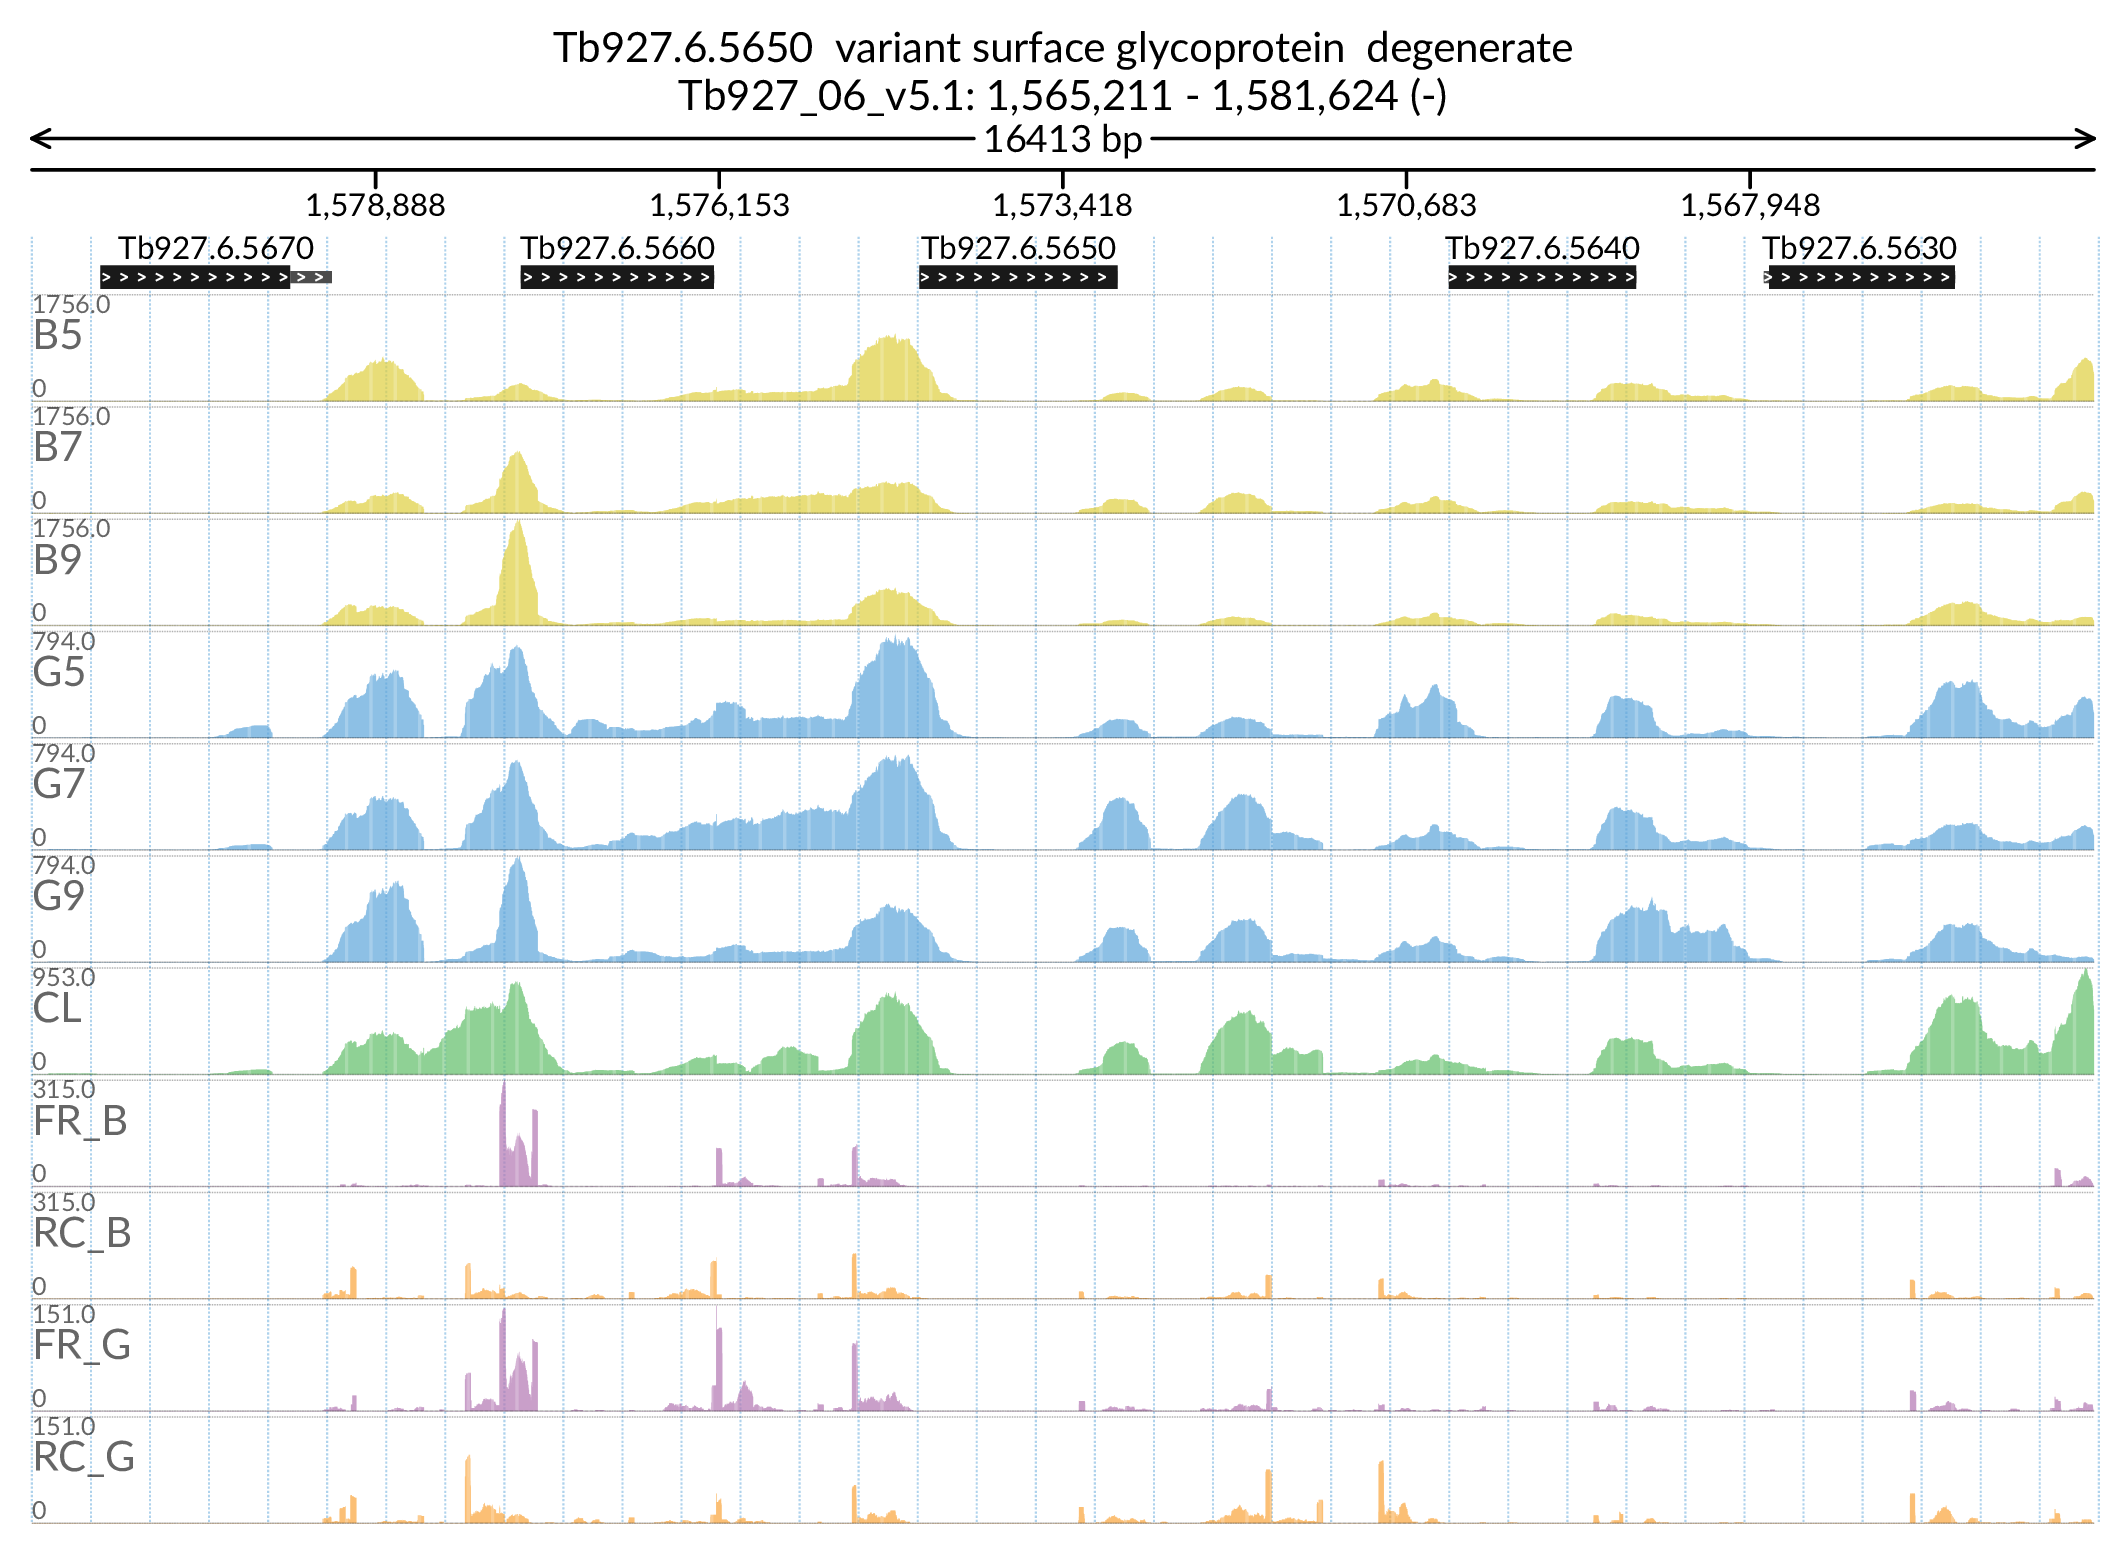 Tb927.6.5650  variant surface glycoprotein  degenerate
Tb927_06_v5.1: 1,565,211 - 1,581,624 (-)
16413 bp
1,578,888 1,576,153 1,573,418 1,570,683 1,567,948
Tb927.6.5670 Tb927.6.5660 Tb927.6.5650 Tb927.6.5640 Tb927.6.5630
1756.0
B5
0
1756.0
B7
0
1756.0
B9
0
794.0
G5
0
794.0
G7
0
794.0
G9
0
953.0
CL
0
315.0
FR_B
0
315.0
RC_B
0
151.0
FR_G
0
151.0
RC_G
0